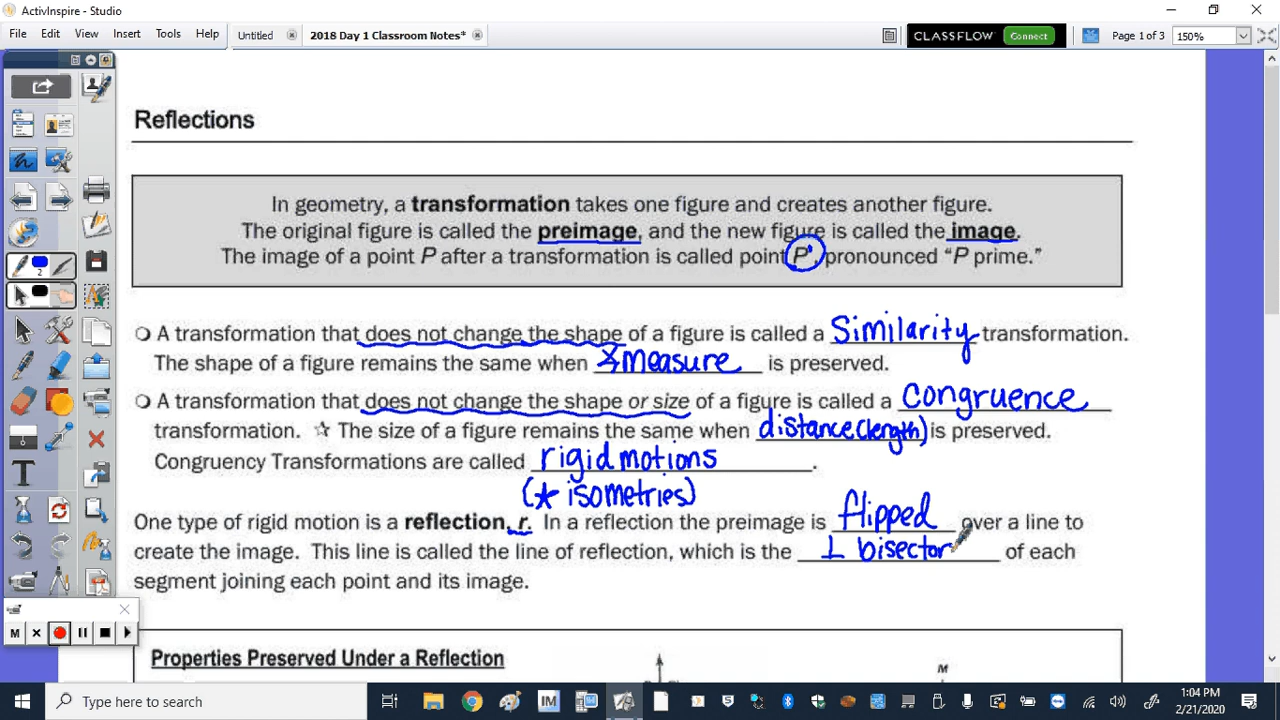 ActivInspire - Studio
File Edit View Insert Tools Help
Untitled
2018 Day 1 Classroom Notes*
CLASSFLOW Connect
Page 1 of 3
150%
Reflections
In geometry, a transformation takes one figure and creates another figure.
The original figure is called the preimage, and the new figure is called the image.
The image of a point P after a transformation is called point P', pronounced “P prime.”
❍ A transformation that does not change the shape of a figure is called a Similarity transformation.
The shape of a figure remains the same when ∡measure is preserved.
❍ A transformation that does not change the shape or size of a figure is called a Congruence
transformation. ☆ The size of a figure remains the same when distance(length) is preserved.
Congruency Transformations are called rigid motions.
(* isometries)
One type of rigid motion is a reflection, r. In a reflection the preimage is flipped over a line to
create the image. This line is called the line of reflection, which is the ⊥ bisector of each
segment joining each point and its image.
Properties Preserved Under a Reflection
M
2
T
M
Type here to search
IM
1:04 PM
2/21/2020